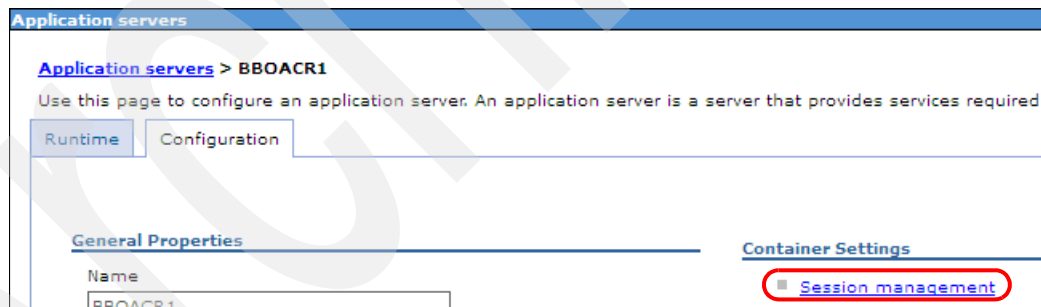 Application servers
Application servers > BBOACR1
Use this page to configure an application server. An application server is a server that provides services required
Runtime
Configuration
General Properties
Name
BBOACR1
Container Settings
Session management